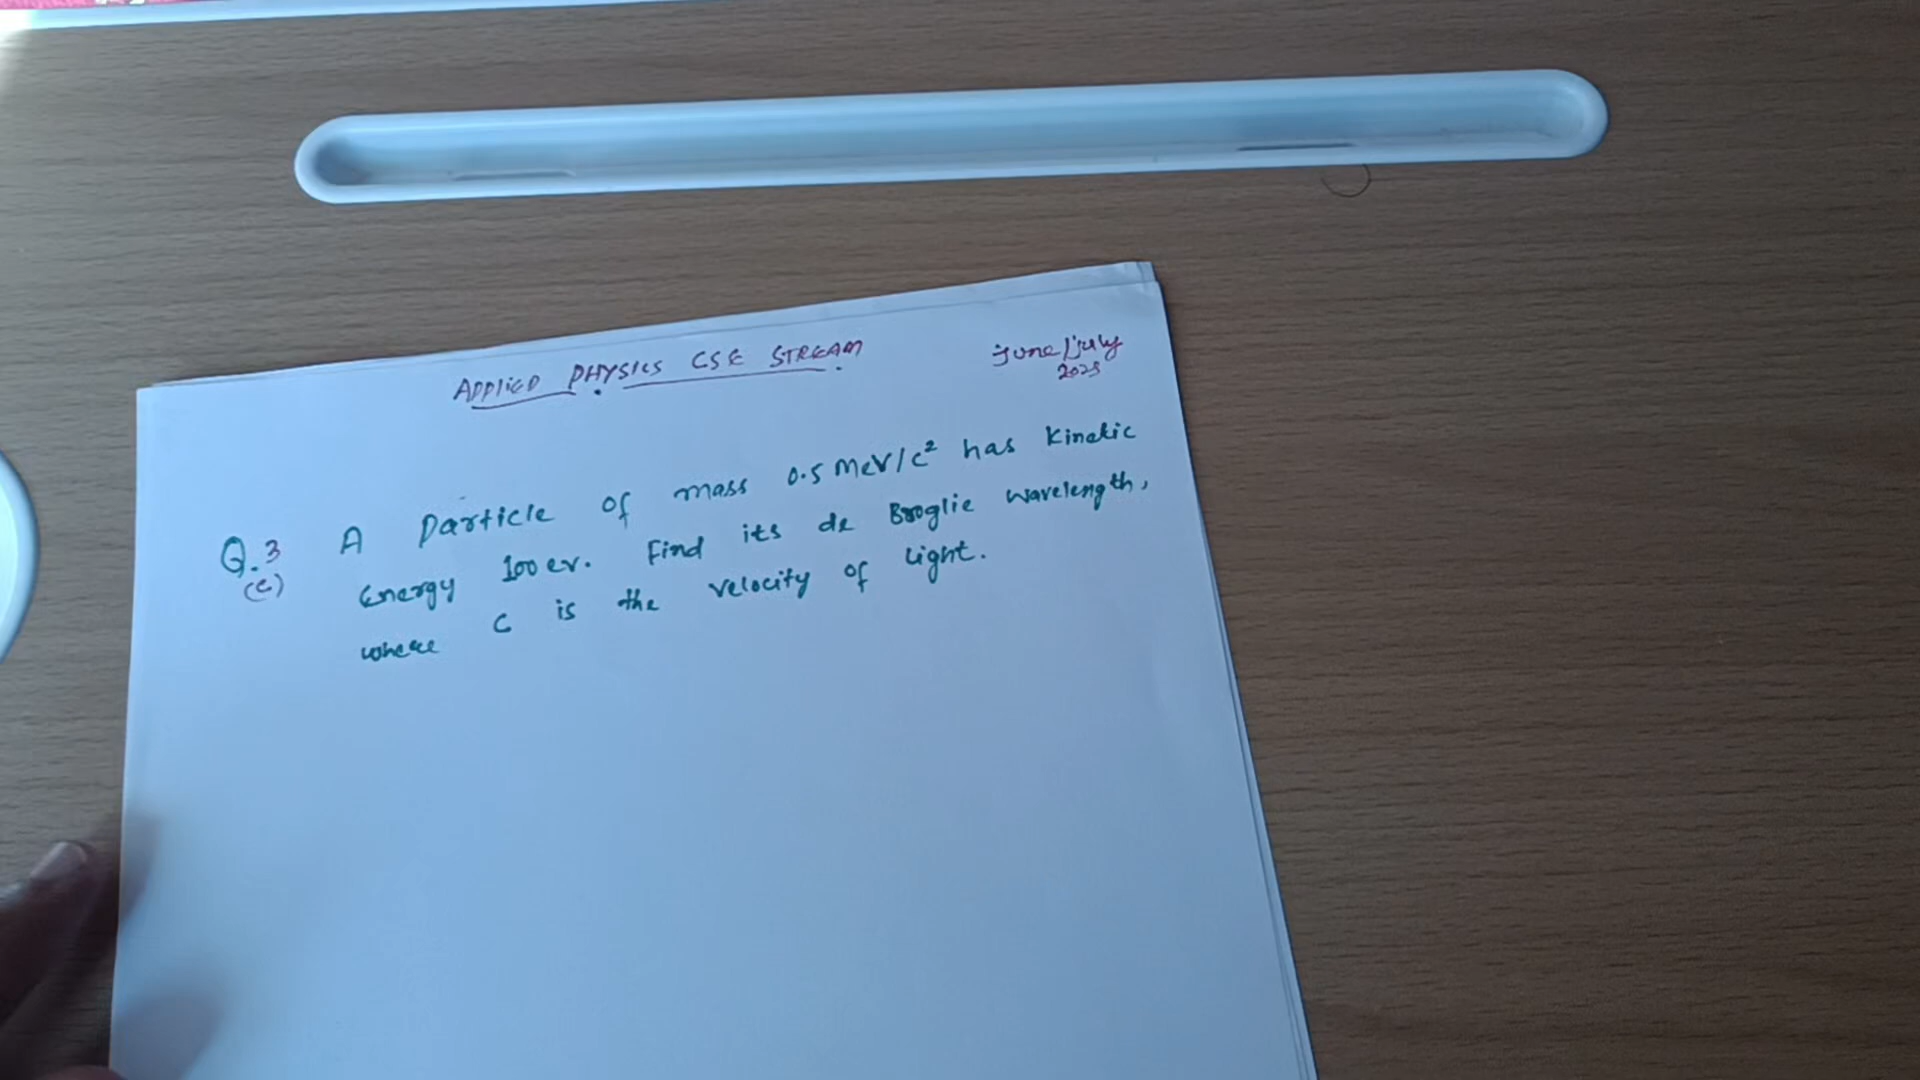 APPLIED PHYSICS CSE STREAM
June/july
2023
Q.3 A particle of mass 0.5 MeV/c² has kinetic
(c) Energy 100 ev. Find its de Broglie wavelength,
where c is the velocity of light.